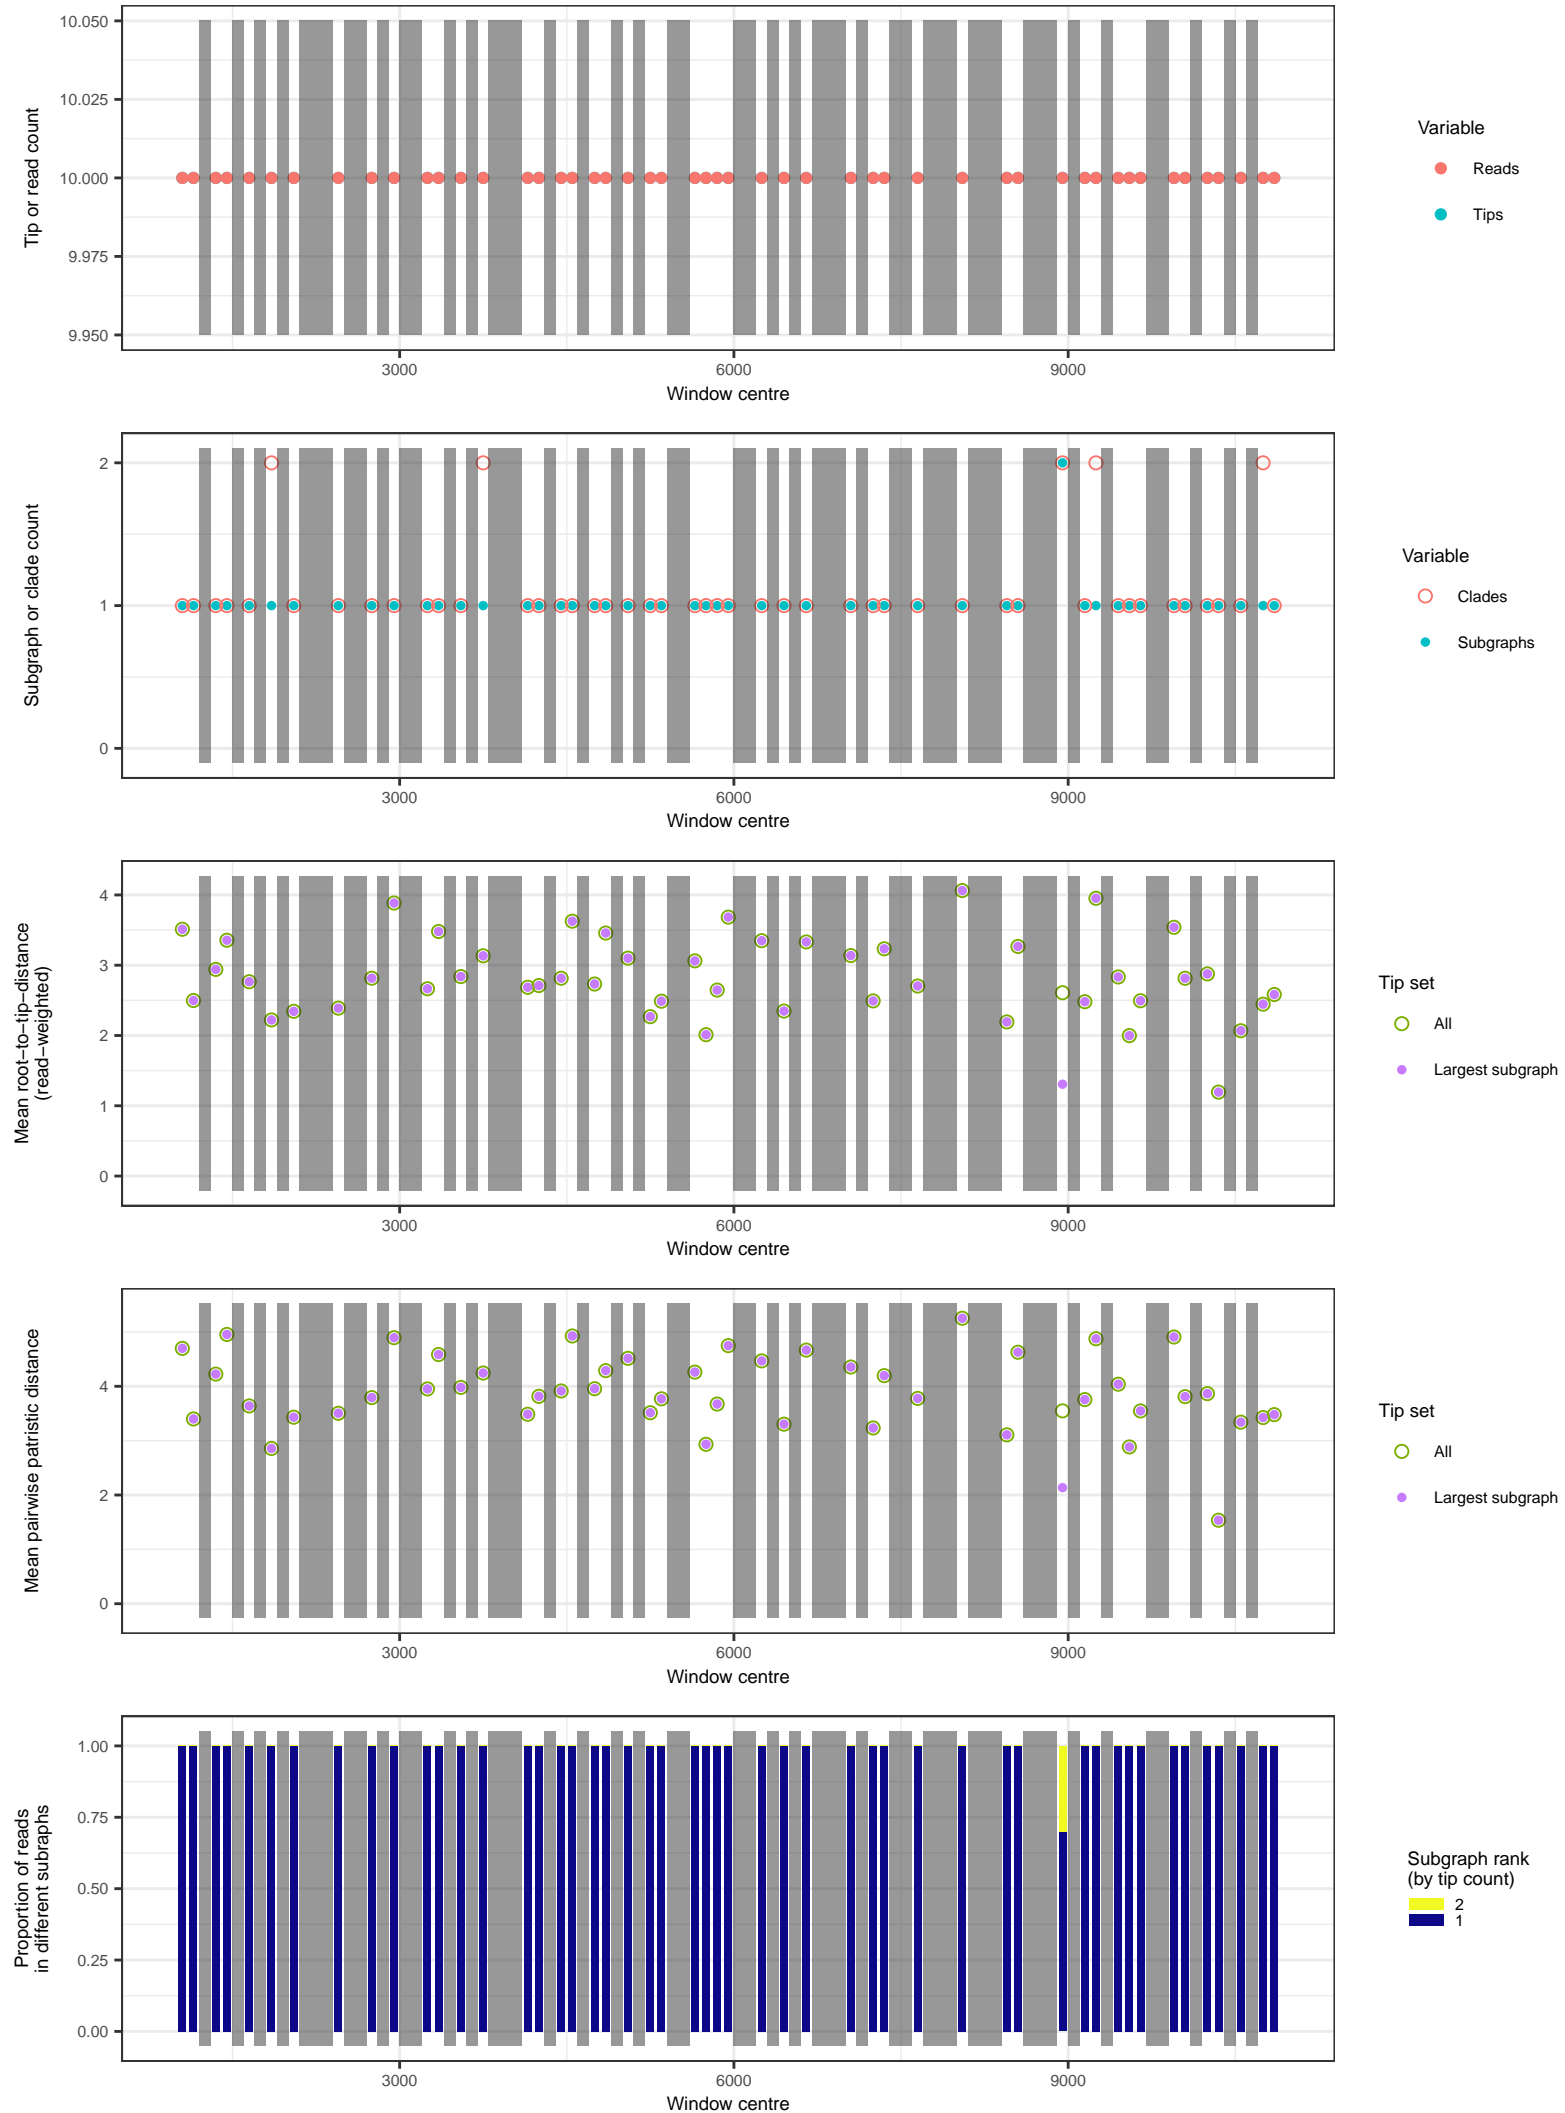 10.050
10.025
10.000
9.975
9.950
Tip or read count
3000 6000 9000
Window centre
Variable
Reads
Tips
2
1
0
Subgraph or clade count
3000 6000 9000
Window centre
Variable
Clades
Subgraphs
4
3
2
1
0
Mean root−to−tip−distance
(read−weighted)
3000 6000 9000
Window centre
Tip set
All
Largest subgraph
4
2
0
Mean pairwise patristic distance
3000 6000 9000
Window centre
Tip set
All
Largest subgraph
1.00
0.75
0.50
0.25
0.00
Proportion of reads
in different subraphs
3000 6000 9000
Window centre
Subgraph rank
(by tip count)
2
1